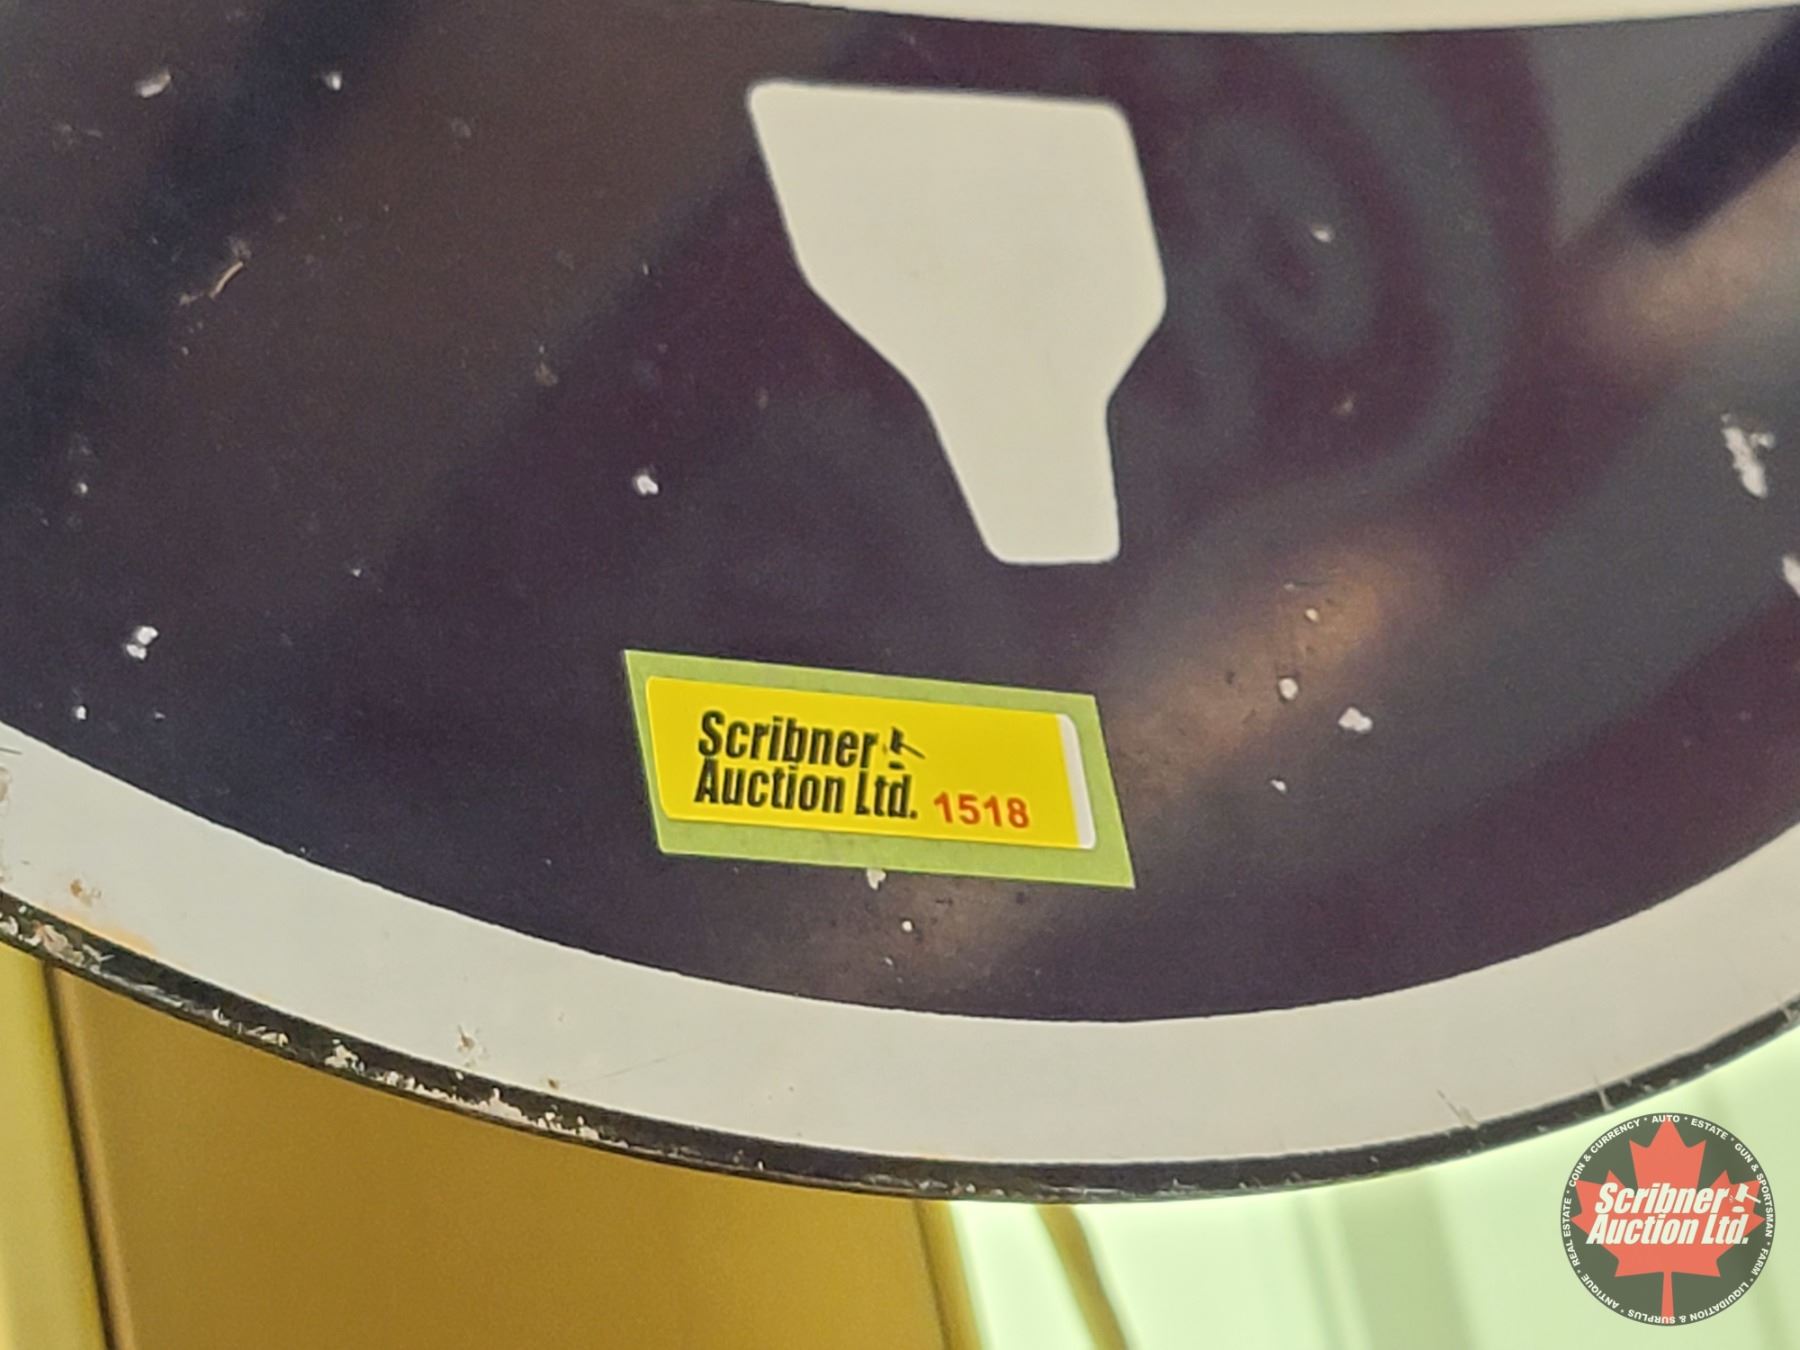 Scribner
Auction Ltd. 1518
COIN & CURRENCY • AUTO • ESTATE • GUN & SPORTSMAN • FARM • LIQUIDATION & SURPLUS • ANTIQUE • REAL ESTATE •
Scribner
Auction Ltd.